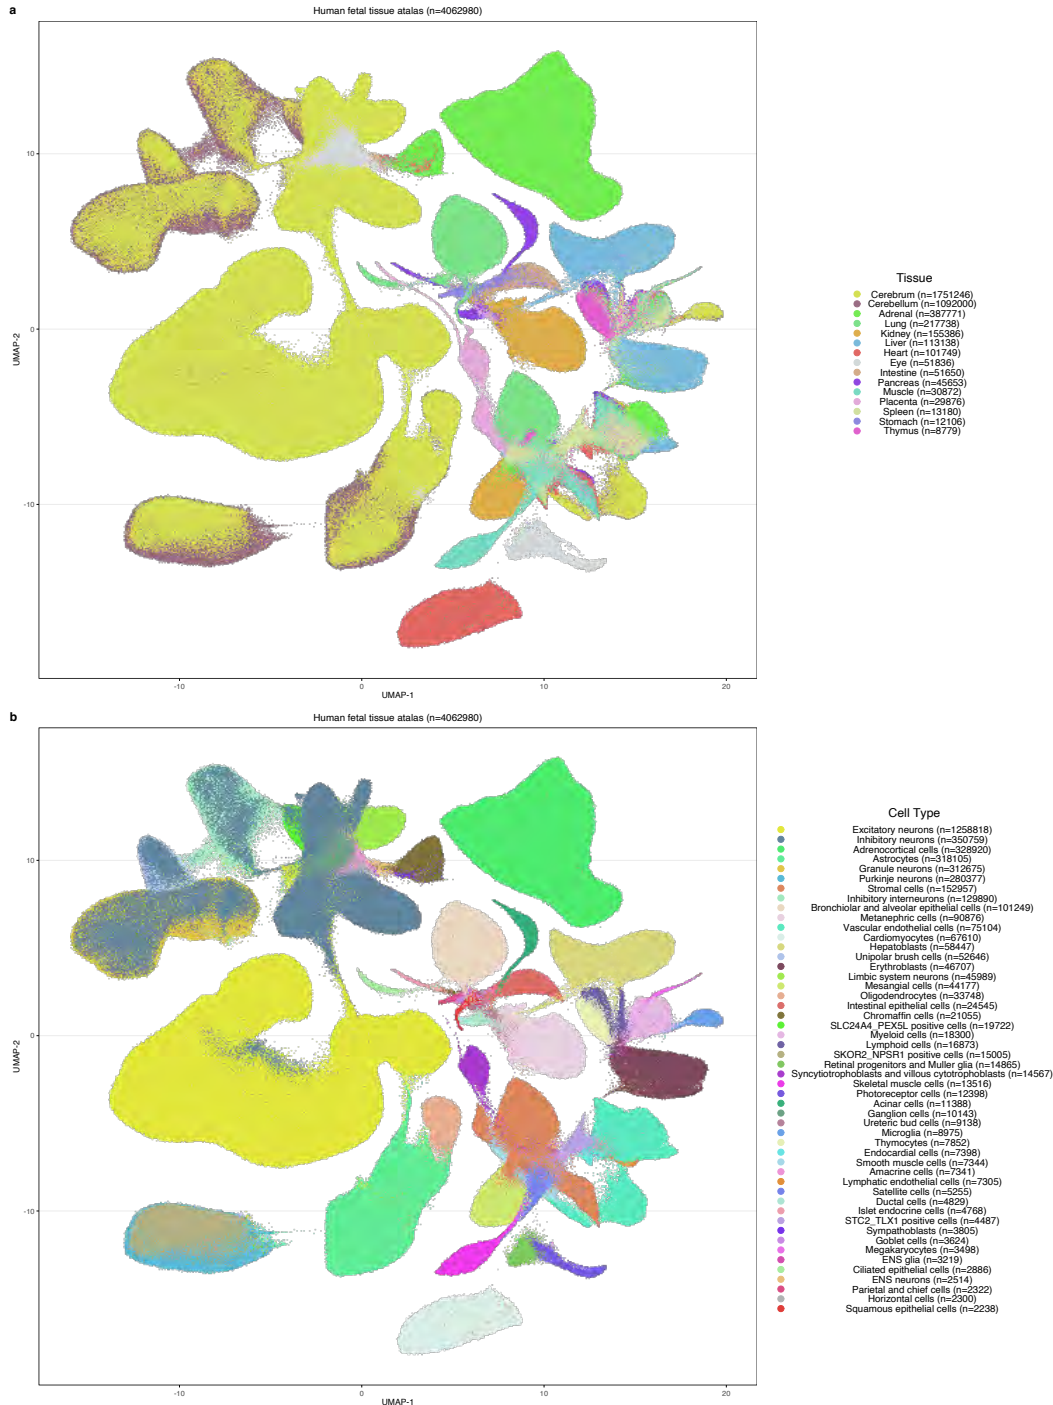 a
Human fetal tissue atalas (n=4062980)
10
0
-10
UMAP-2
-10
0
10
20
UMAP-1
Tissue
Cerebrum (n=1751246)
Cerebellum (n=1092000)
Adrenal (n=387771)
Lung (n=217738)
Kidney (n=155386)
Liver (n=113138)
Heart (n=101749)
Eye (n=51836)
Intestine (n=51650)
Pancreas (n=45653)
Muscle (n=30872)
Placenta (n=29876)
Spleen (n=13180)
Stomach (n=12106)
Thymus (n=8779)
b
Human fetal tissue atalas (n=4062980)
10
0
-10
UMAP-2
-10
0
10
20
UMAP-1
Cell Type
Excitatory neurons (n=1258818)
Inhibitory neurons (n=350759)
Adrenocortical cells (n=328920)
Astrocytes (n=318105)
Granule neurons (n=312675)
Purkinje neurons (n=280377)
Stromal cells (n=152957)
Inhibitory interneurons (n=129890)
Bronchiolar and alveolar epithelial cells (n=101249)
Metanephric cells (n=90876)
Vascular endothelial cells (n=75104)
Cardiomyocytes (n=67610)
Hepatoblasts (n=58447)
Unipolar brush cells (n=52646)
Erythroblasts (n=46707)
Limbic system neurons (n=45989)
Mesangial cells (n=44177)
Oligodendrocytes (n=33748)
Intestinal epithelial cells (n=24545)
Chromaffin cells (n=21055)
SLC24A4_PEX5L positive cells (n=19722)
Myeloid cells (n=18300)
Lymphoid cells (n=16873)
SKOR2_NPSR1 positive cells (n=15005)
Retinal progenitors and Muller glia (n=14865)
Syncytiotrophoblasts and villous cytotrophoblasts (n=14567)
Skeletal muscle cells (n=13516)
Photoreceptor cells (n=12398)
Acinar cells (n=11388)
Ganglion cells (n=10143)
Ureteric bud cells (n=9138)
Microglia (n=8975)
Thymocytes (n=7852)
Endocardial cells (n=7398)
Smooth muscle cells (n=7344)
Amacrine cells (n=7341)
Lymphatic endothelial cells (n=7305)
Satellite cells (n=5255)
Ductal cells (n=4829)
Islet endocrine cells (n=4768)
STC2_TLX1 positive cells (n=4487)
Sympathoblasts (n=3805)
Goblet cells (n=3624)
Megakaryocytes (n=3498)
ENS glia (n=3219)
Ciliated epithelial cells (n=2886)
ENS neurons (n=2514)
Parietal and chief cells (n=2322)
Horizontal cells (n=2300)
Squamous epithelial cells (n=2238)